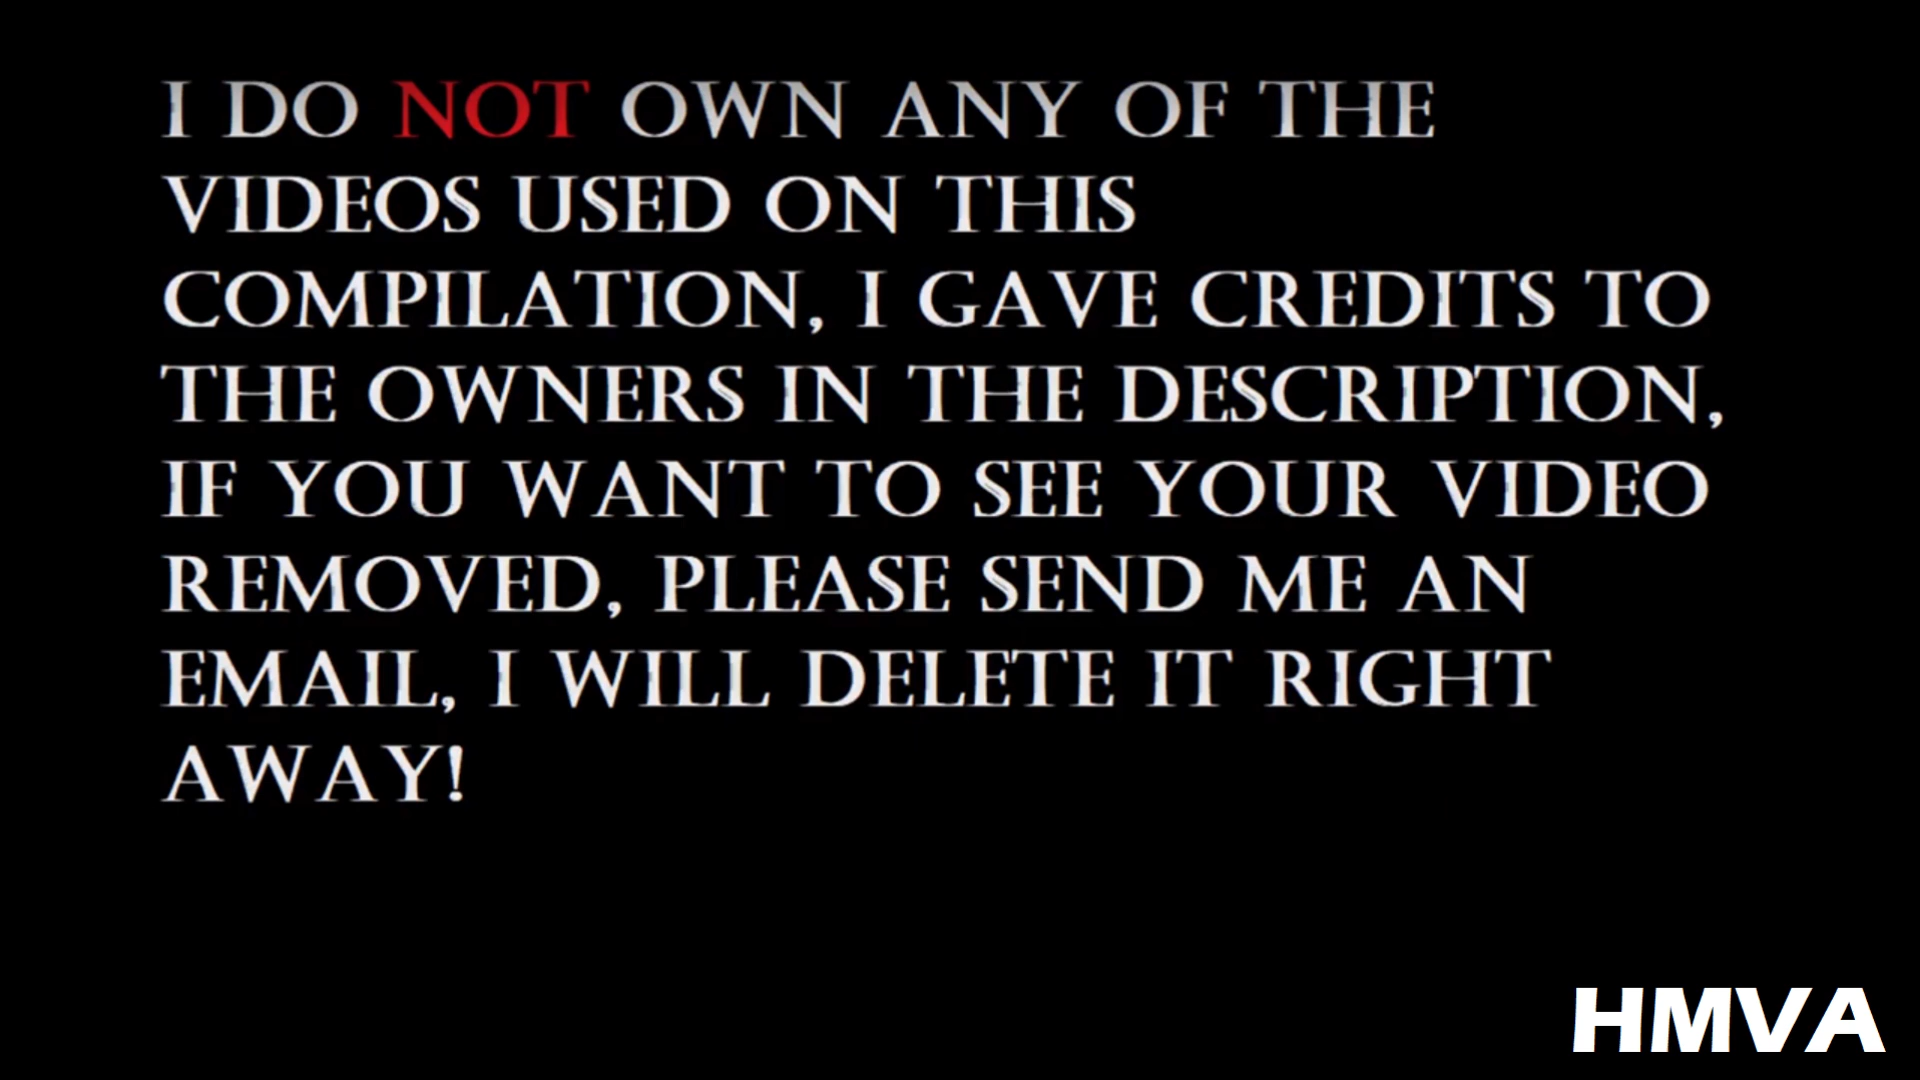 I DO NOT OWN ANY OF THE
VIDEOS USED ON THIS
COMPILATION, I GAVE CREDITS TO
THE OWNERS IN THE DESCRIPTION,
IF YOU WANT TO SEE YOUR VIDEO
REMOVED, PLEASE SEND ME AN
EMAIL, I WILL DELETE IT RIGHT
AWAY!
HMVA